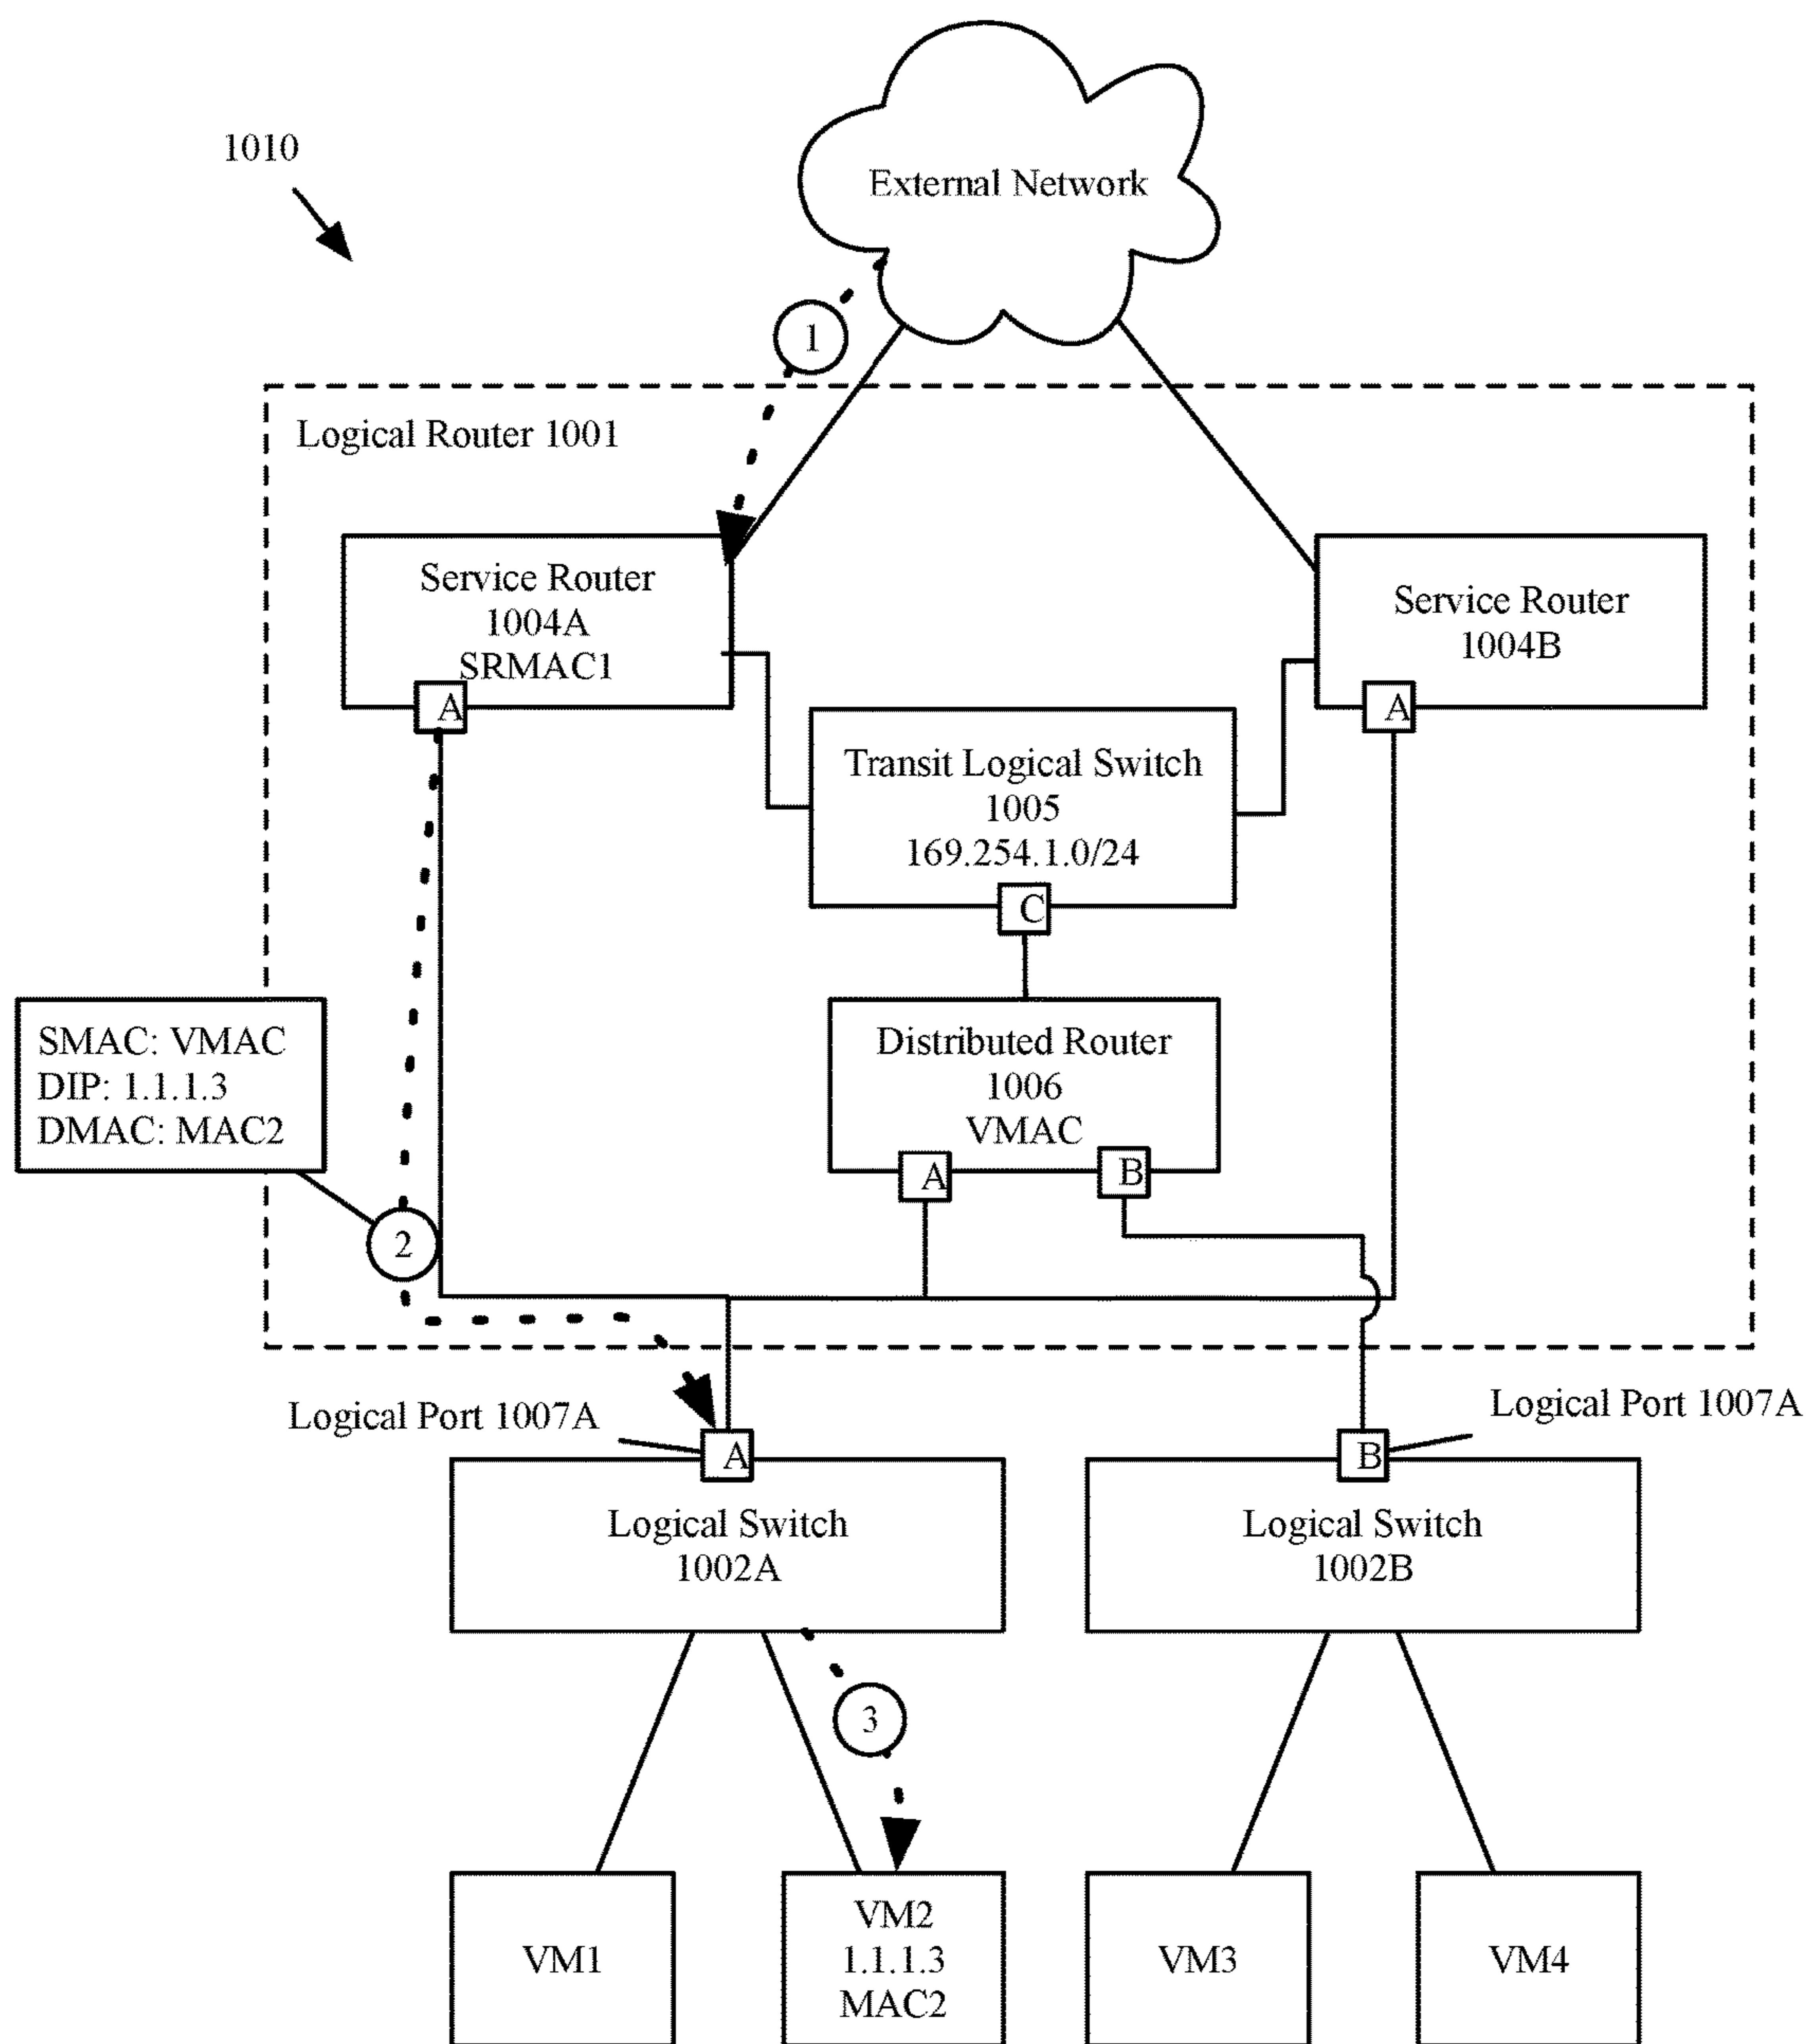 1010
External Network
1
Logical Router 1001
Service Router
1004A
SRMAC1
A
Service Router
1004B
A
Transit Logical Switch
1005
169.254.1.0/24
C
SMAC: VMAC
DIP: 1.1.1.3
DMAC: MAC2
Distributed Router
1006
VMAC
A
B
2
Logical Port 1007A
Logical Port 1007A
A
B
Logical Switch
1002A
Logical Switch
1002B
3
VM1
VM2
1.1.1.3
MAC2
VM3
VM4